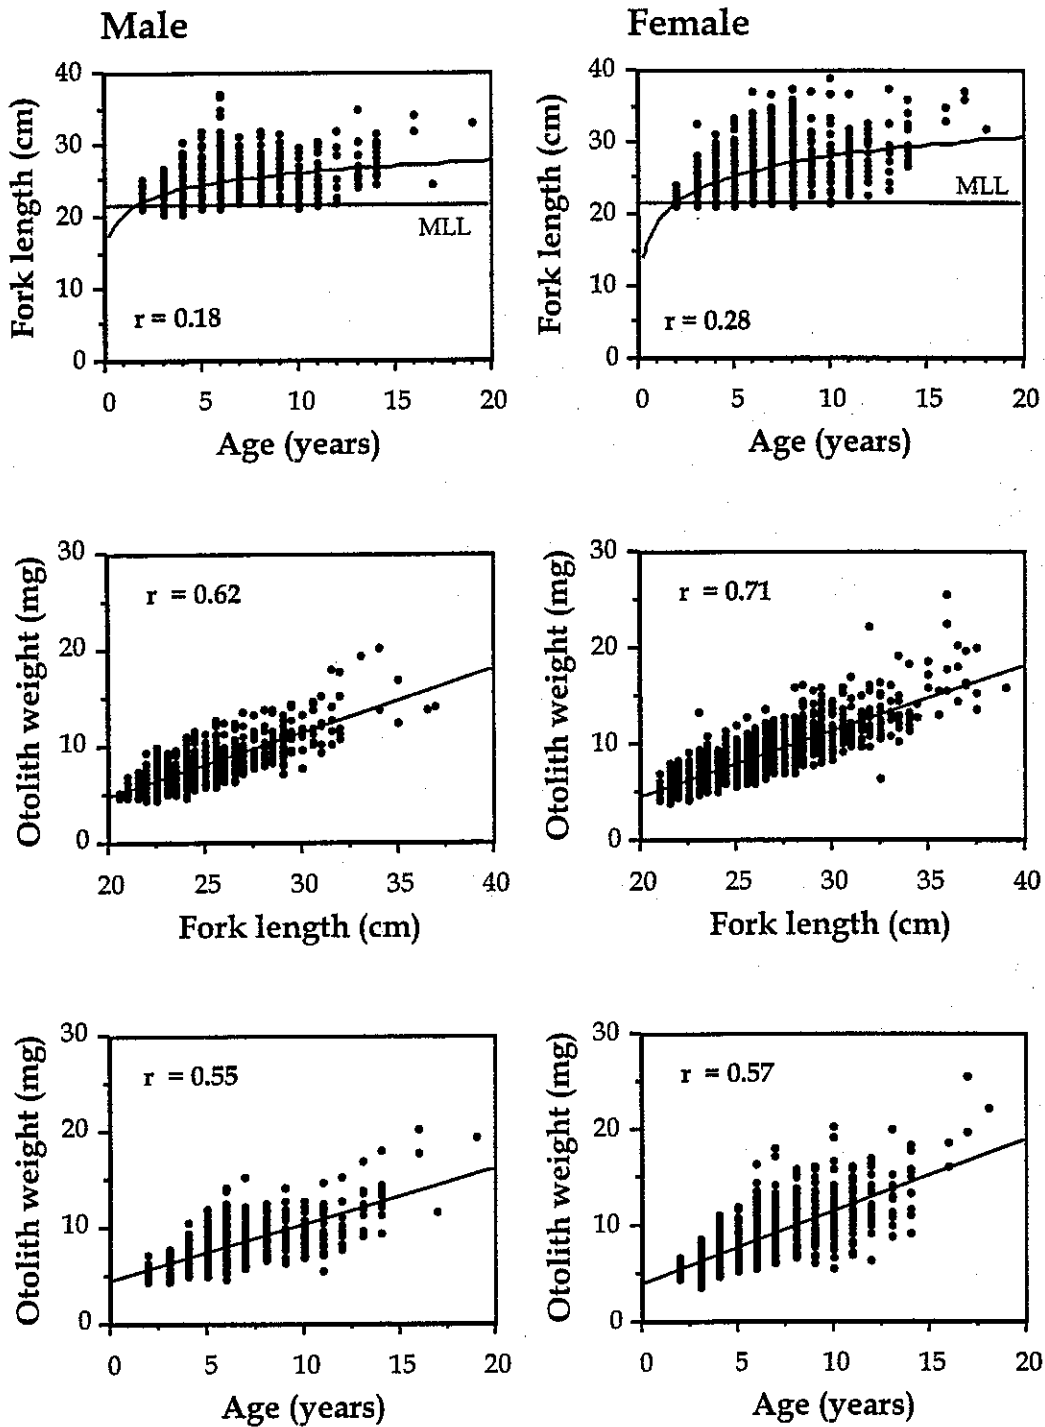 Male
Female
40
30
20
10
0
Fork length (cm)
MLL
r = 0.18
0 5 10 15 20
Age (years)
40
30
20
10
0
Fork length (cm)
MLL
r = 0.28
0 5 10 15 20
Age (years)
30
20
10
0
Otolith weight (mg)
r = 0.62
20 25 30 35 40
Fork length (cm)
30
20
10
0
Otolith weight (mg)
r = 0.71
20 25 30 35 40
Fork length (cm)
30
20
10
0
Otolith weight (mg)
r = 0.55
0 5 10 15 20
Age (years)
30
20
10
0
Otolith weight (mg)
r = 0.57
0 5 10 15 20
Age (years)